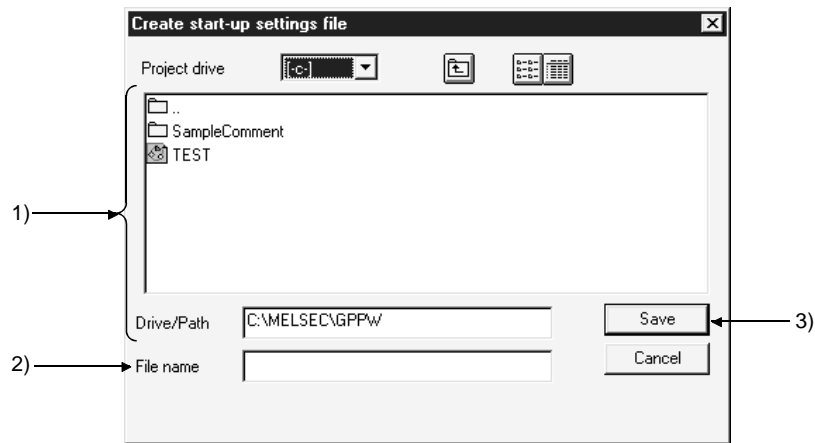 Create start-up settings file
Project drive [-c-]
..
SampleComment
TEST
1)
Drive/Path C:\MELSEC\GPPW Save 3)
2) File name Cancel